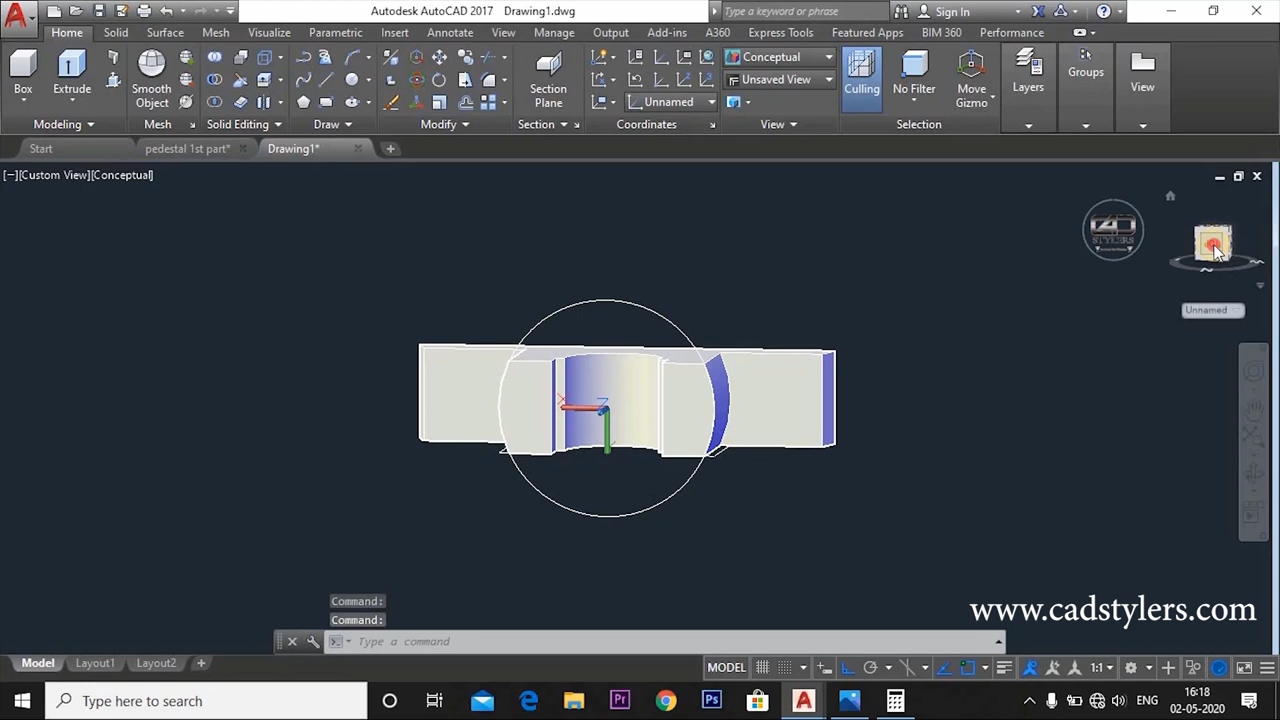 Autodesk AutoCAD 2017 Drawing1.dwg
Type a keyword or phrase
Sign In
Home Solid Surface Mesh Visualize Parametric Insert Annotate View Manage Output Add-ins A360 Express Tools Featured Apps BIM 360 Performance
Box
Extrude
Smooth
Object
Section
Plane
Conceptual
Unsaved View
Unnamed
Culling
No Filter
Move
Gizmo
Layers
Groups
View
Modeling
Mesh
Solid Editing
Draw
Modify
Section
Coordinates
View
Selection
Start
pedestal 1st part*
Drawing1*
[−][Custom View][Conceptual]
STYLERS
Unnamed
X
Z
Command:
Command:
www.cadstylers.com
Type a command
Model Layout1 Layout2
MODEL
1:1
Type here to search
Pr
Ps
A
ENG
16:18
02-05-2020